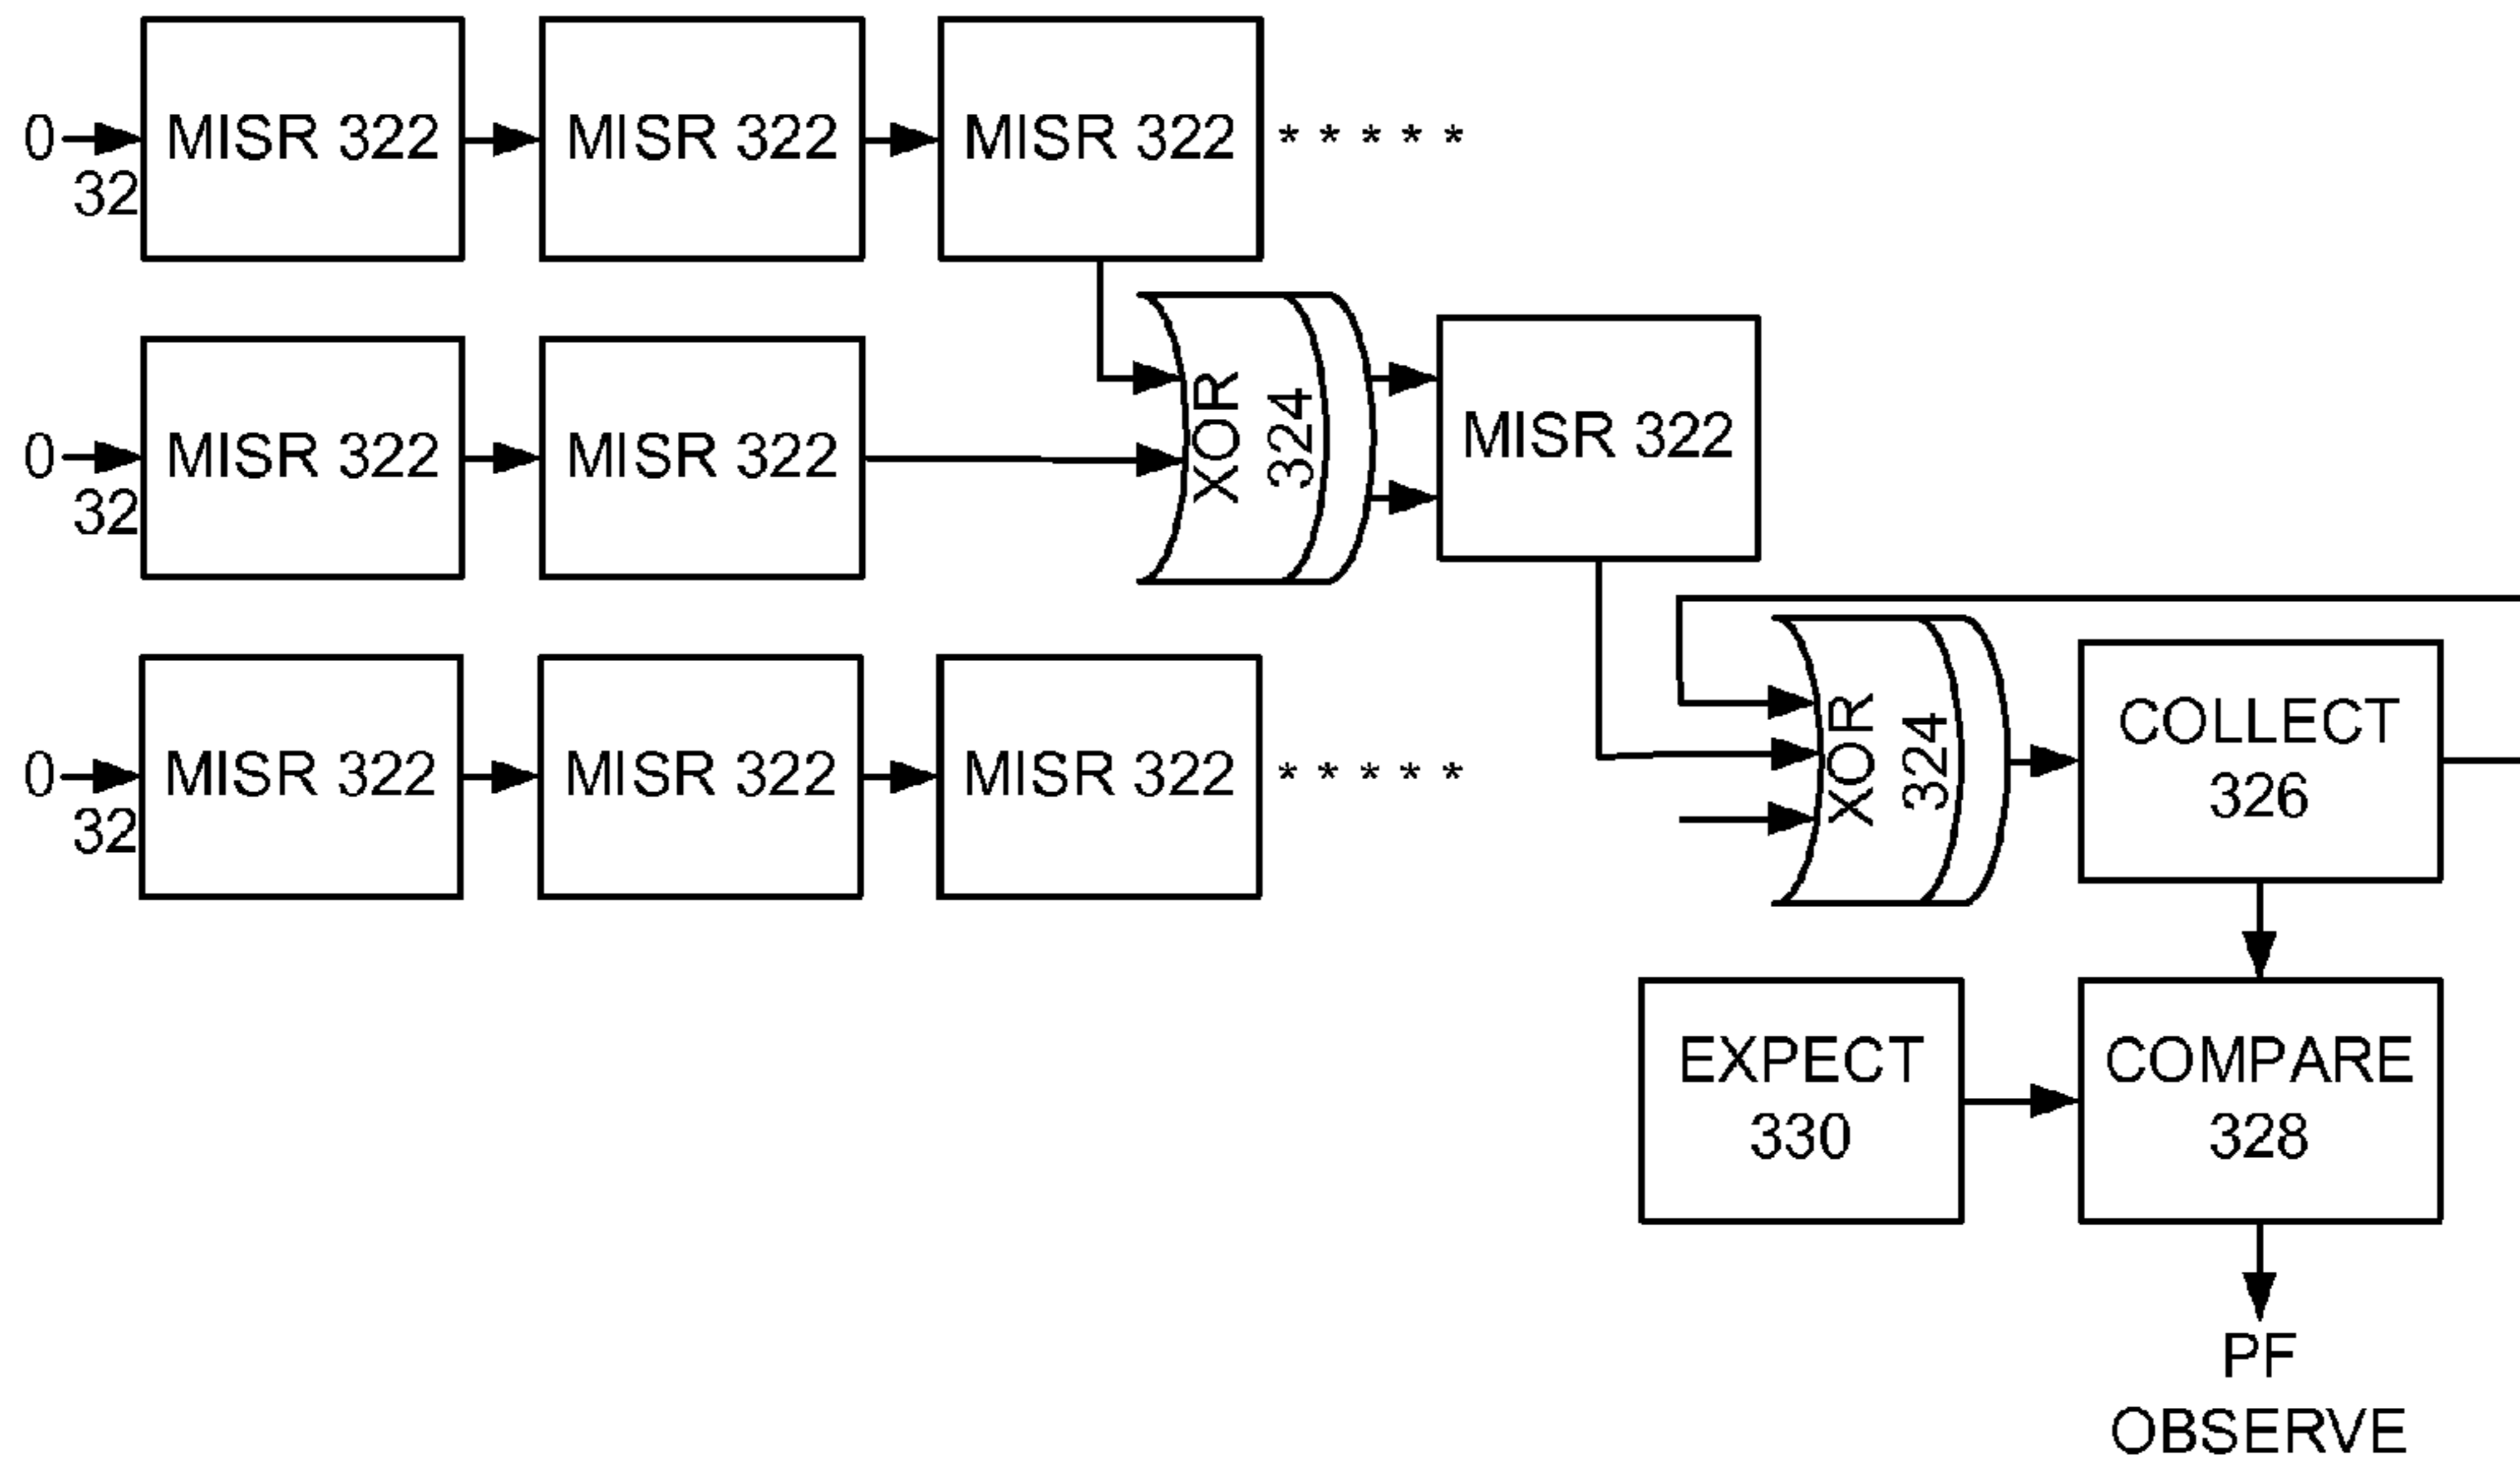 0 MISR 322 MISR 322 MISR 322 * * * * *
32
XOR 324
0 MISR 322 MISR 322 MISR 322
32
0 MISR 322 MISR 322 MISR 322 * * * * *
32
XOR 324
COLLECT
326
EXPECT
330
COMPARE
328
PF
OBSERVE